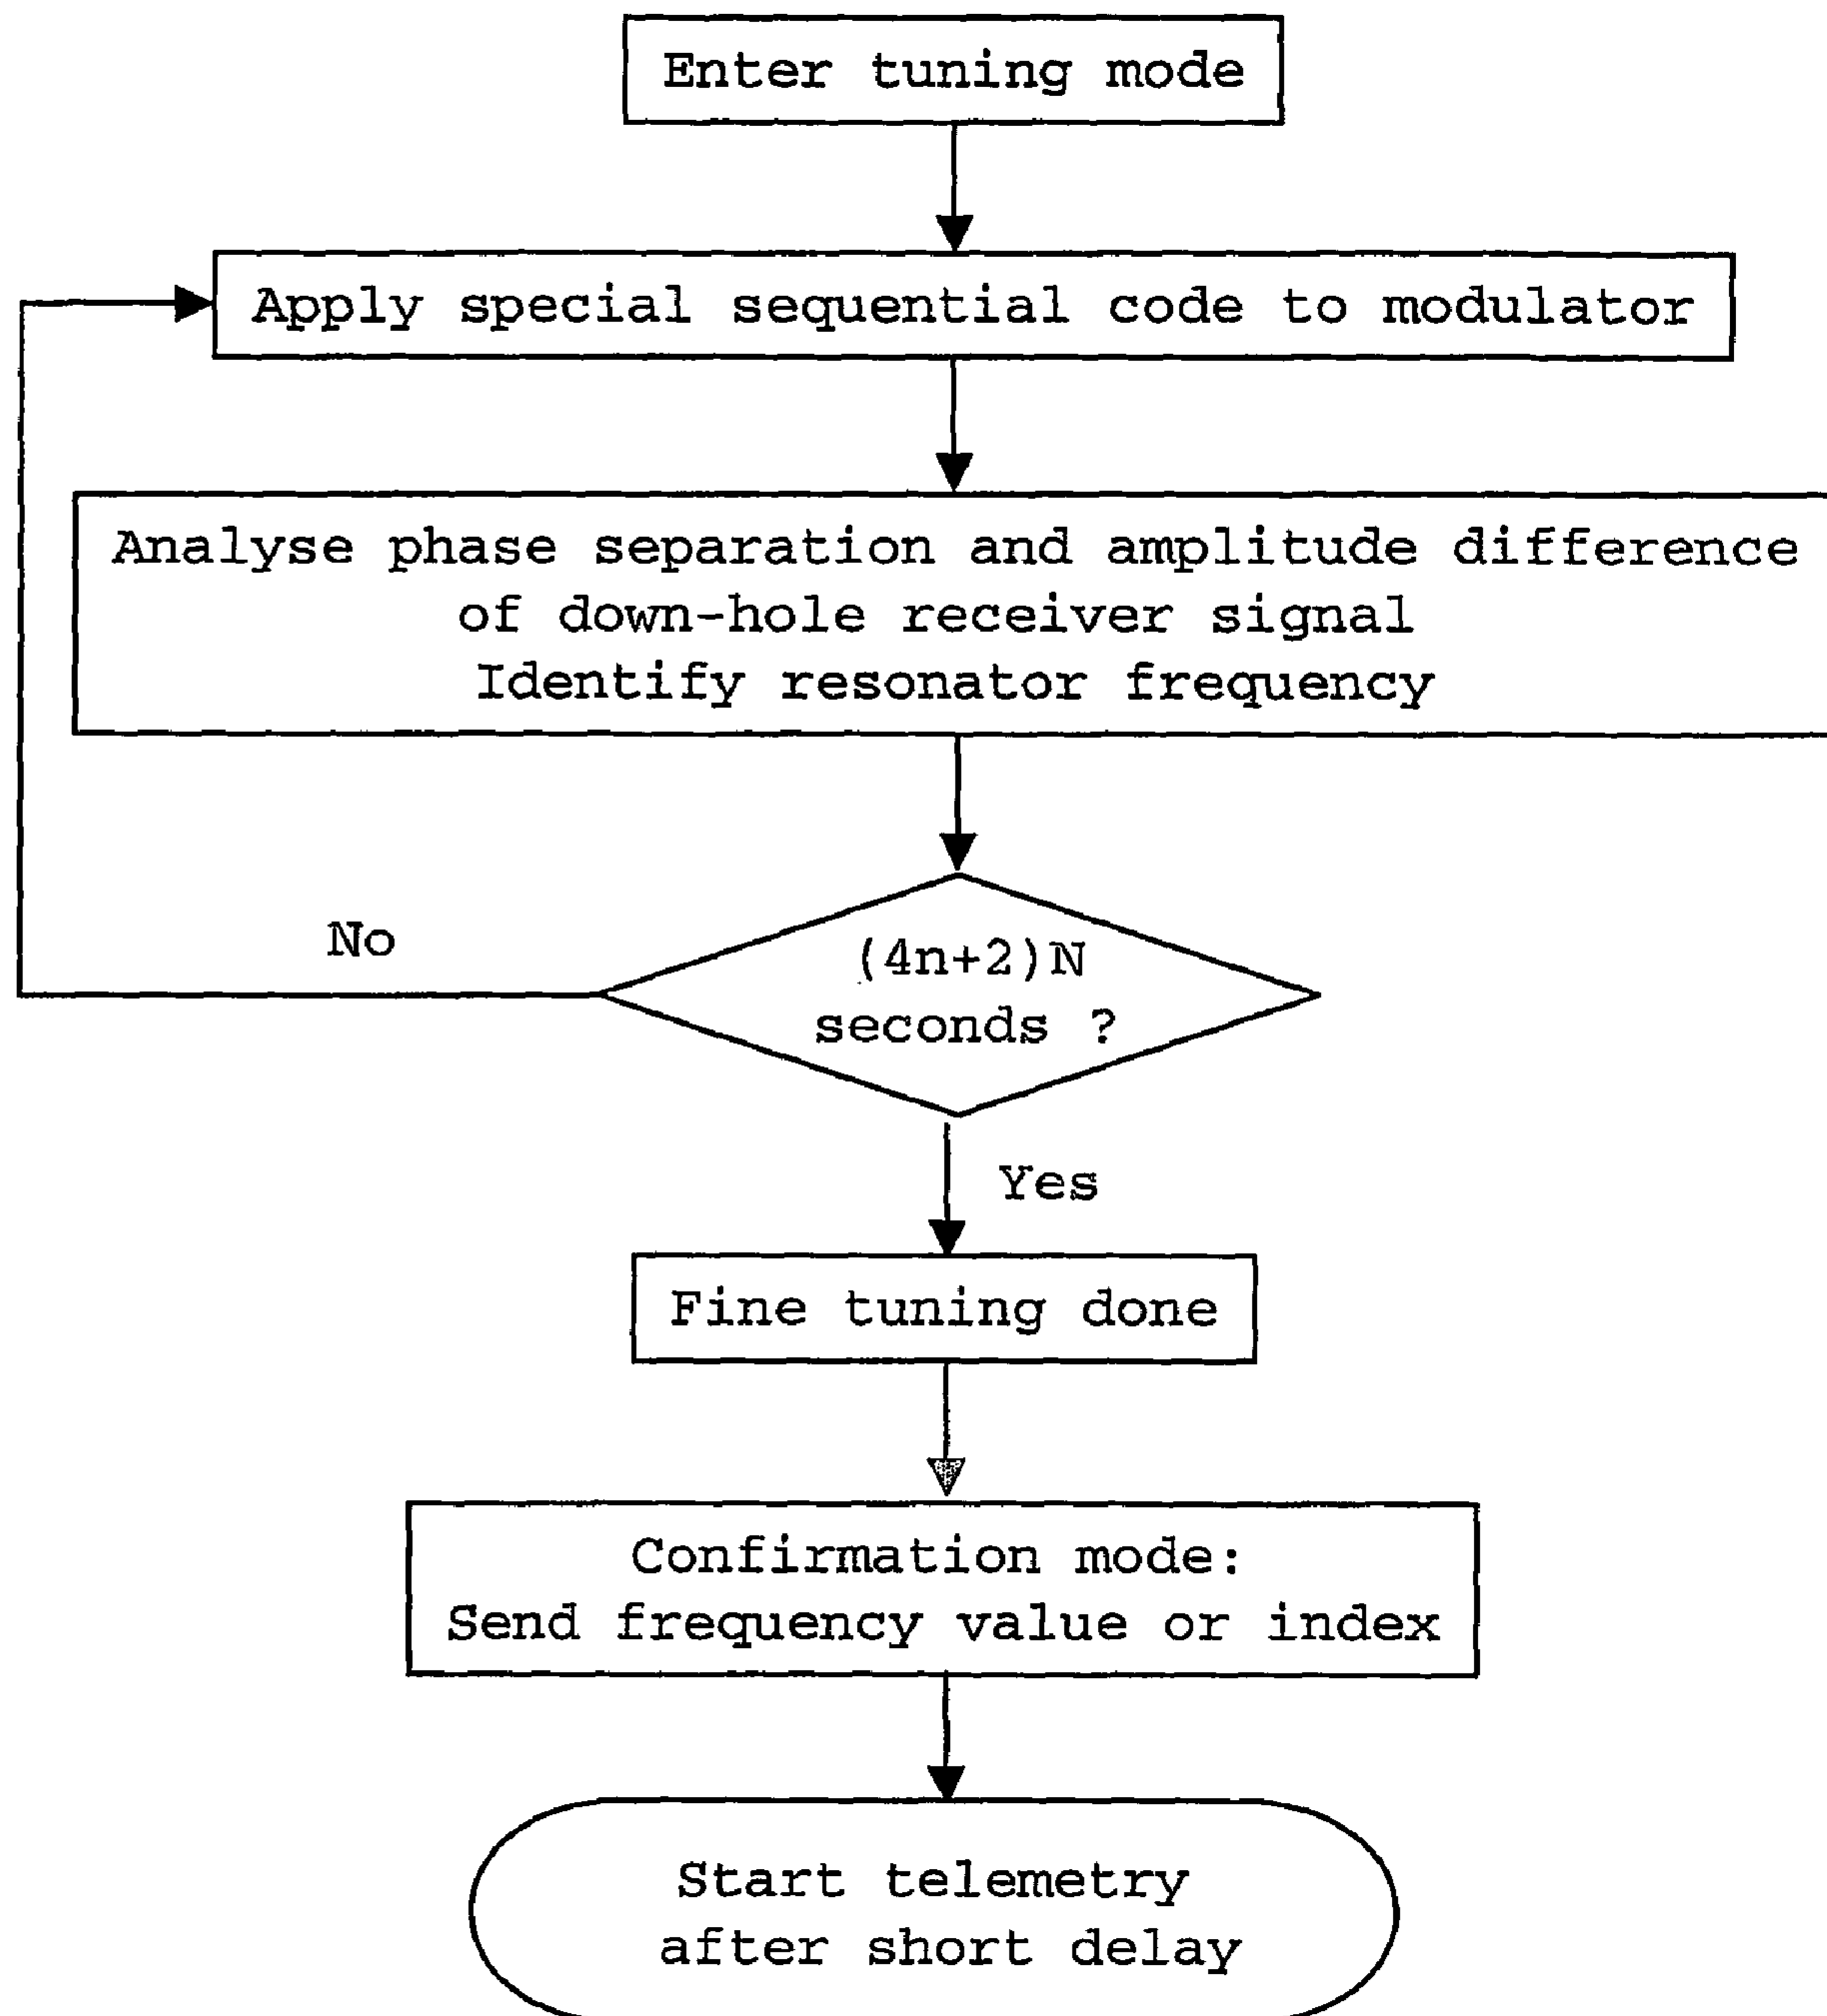 Enter tuning mode
Apply special sequential code to modulator
Analyse phase separation and amplitude difference
of down-hole receiver signal
Identify resonator frequency
No
(4n+2)N
seconds ?
Yes
Fine tuning done
Confirmation mode:
Send frequency value or index
Start telemetry
after short delay